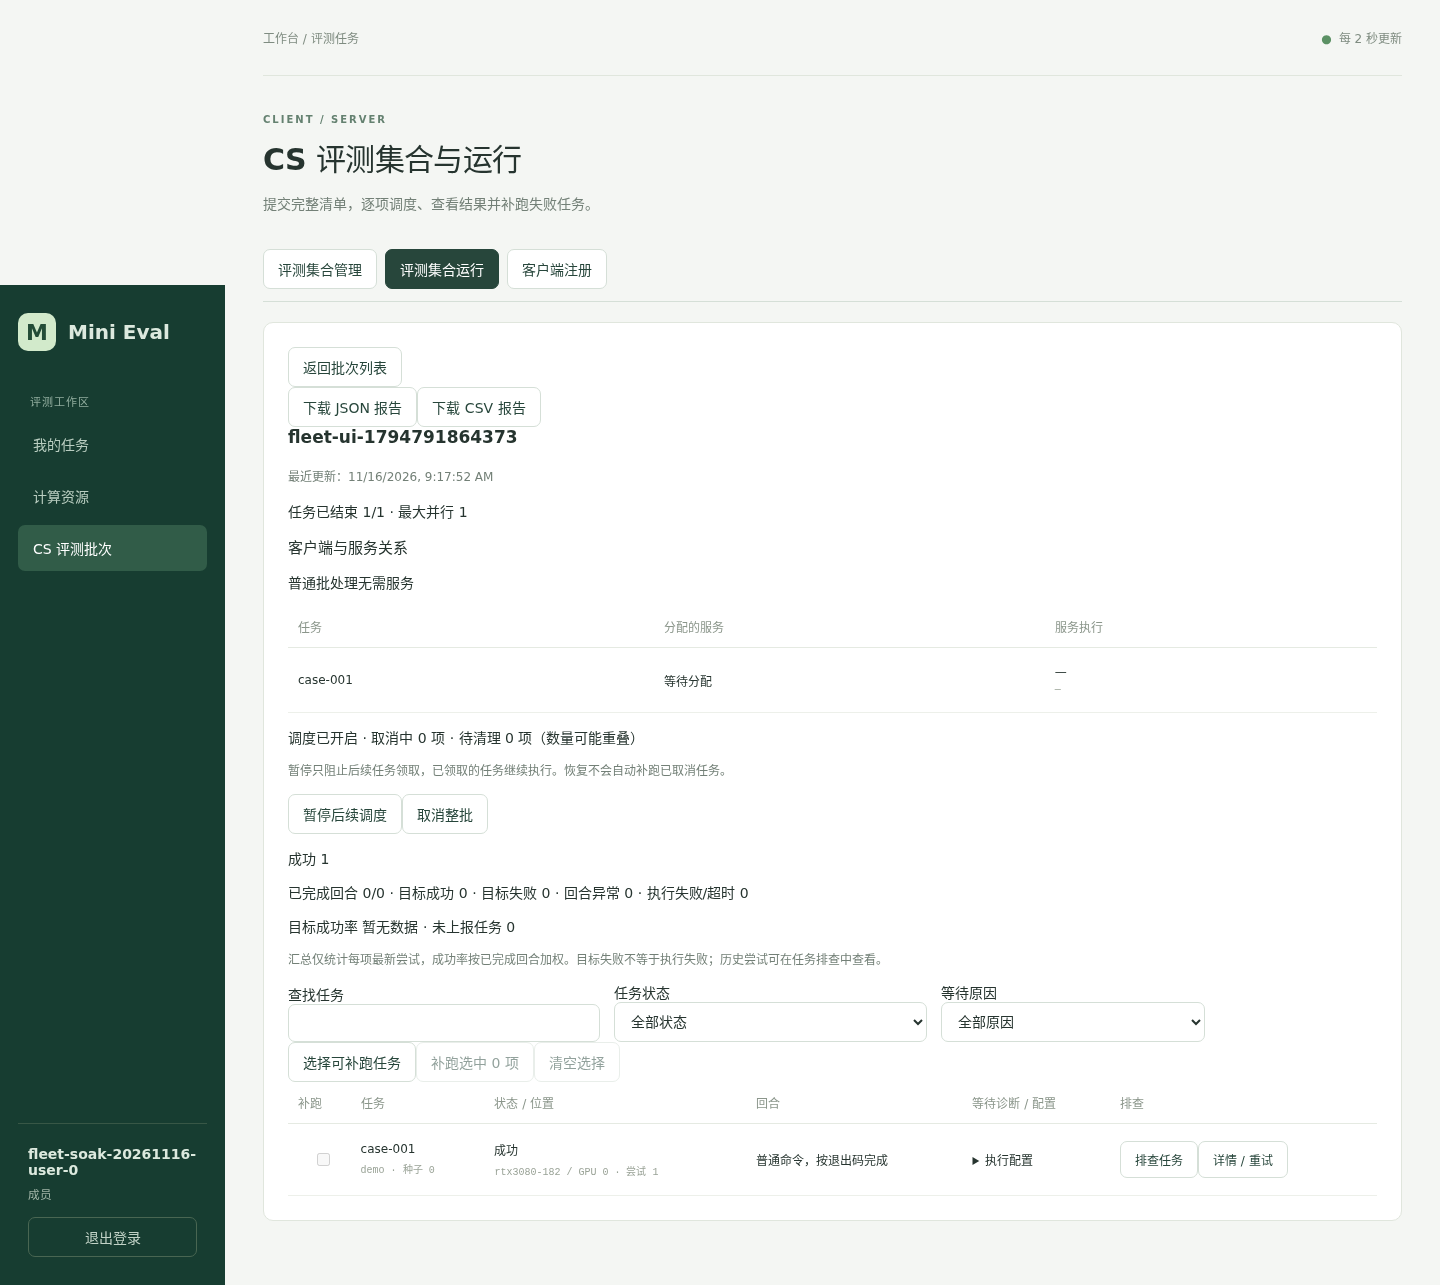 工作台 / 评测任务
每 2 秒更新
CLIENT / SERVER
CS 评测集合与运行
提交完整清单，逐项调度、查看结果并补跑失败任务。
评测集合管理
评测集合运行
客户端注册
M
Mini Eval
评测工作区
我的任务
计算资源
CS 评测批次
fleet-soak-20261116-
user-0
成员
退出登录
返回批次列表
下载 JSON 报告
下载 CSV 报告
fleet-ui-1794791864373
最近更新：11/16/2026, 9:17:52 AM
任务已结束 1/1 · 最大并行 1
客户端与服务关系
普通批处理无需服务
任务 分配的服务 服务执行
case-001 等待分配 —
—
调度已开启 · 取消中 0 项 · 待清理 0 项（数量可能重叠）
暂停只阻止后续任务领取，已领取的任务继续执行。恢复不会自动补跑已取消任务。
暂停后续调度
取消整批
成功 1
已完成回合 0/0 · 目标成功 0 · 目标失败 0 · 回合异常 0 · 执行失败/超时 0
目标成功率 暂无数据 · 未上报任务 0
汇总仅统计每项最新尝试，成功率按已完成回合加权。目标失败不等于执行失败；历史尝试可在任务排查中查看。
查找任务
任务状态
全部状态
等待原因
全部原因
选择可补跑任务
补跑选中 0 项
清空选择
补跑 任务 状态 / 位置 回合 等待诊断 / 配置 排查
case-001
demo · 种子 0
成功
rtx3080-182 / GPU 0 · 尝试 1
普通命令，按退出码完成
▶ 执行配置
排查任务
详情 / 重试